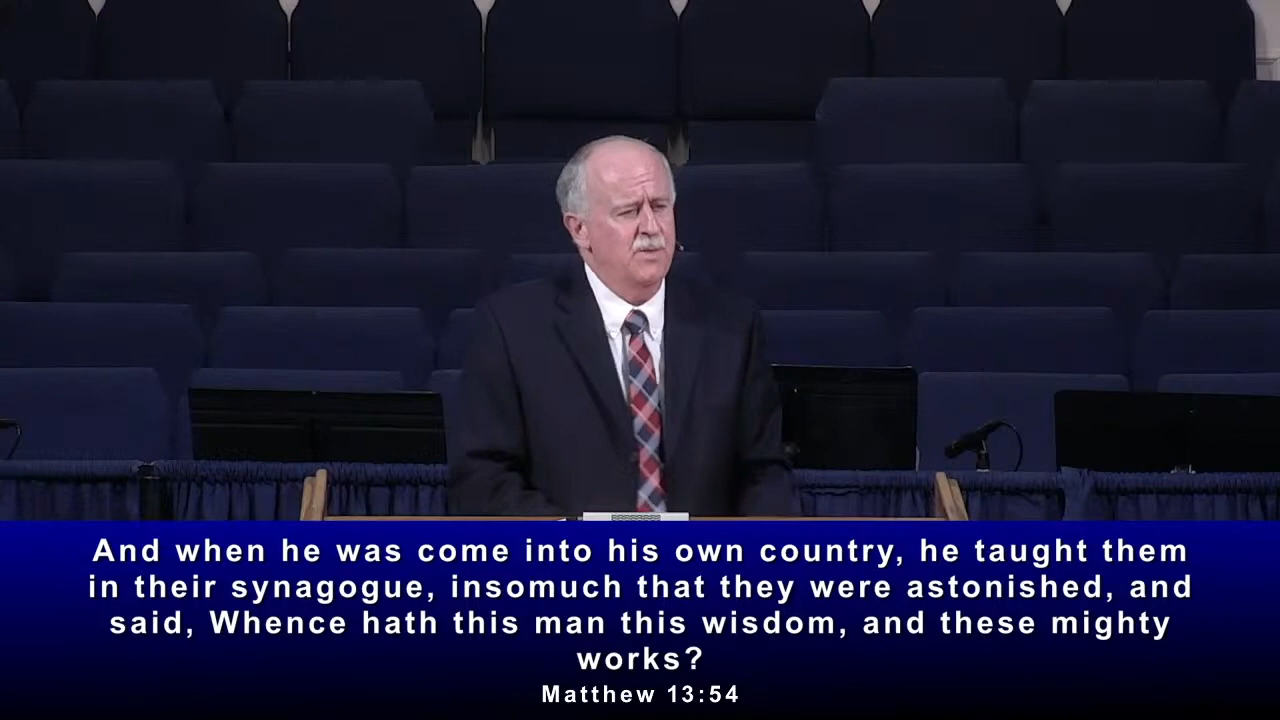 And when he was come into his own country, he taught them
in their synagogue, insomuch that they were astonished, and
said, Whence hath this man this wisdom, and these mighty
works?
Matthew 13:54